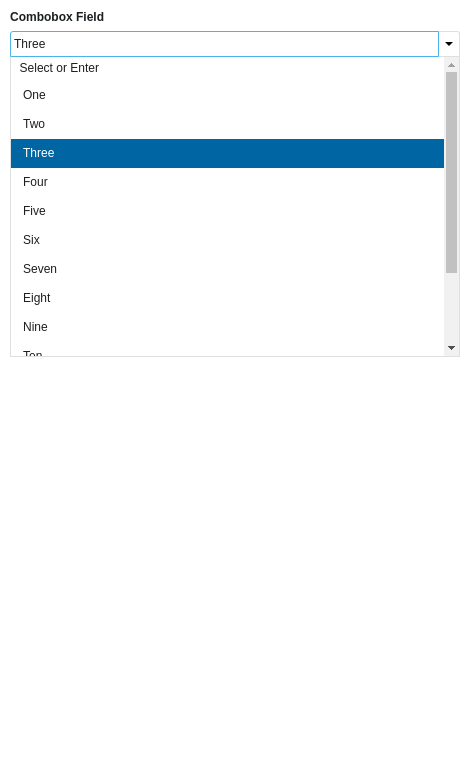 Combobox Field
Three
Select or Enter
One
Two
Three
Four
Five
Six
Seven
Eight
Nine
Ten